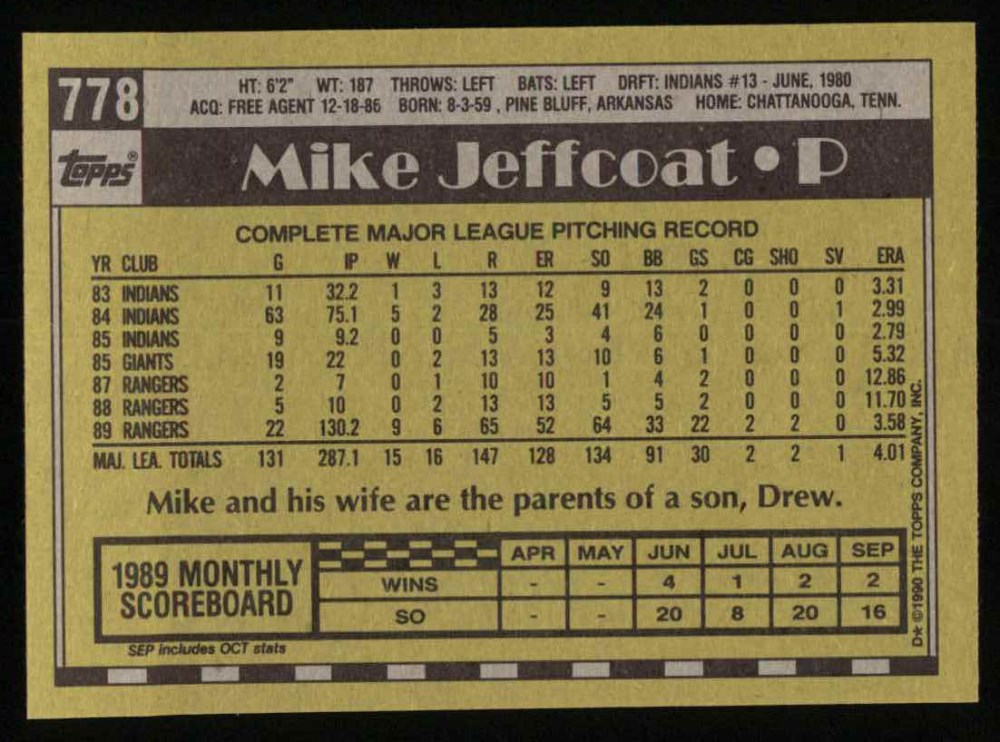 778
HT: 6'2" WT: 187 THROWS: LEFT BATS: LEFT DRFT: INDIANS #13 - JUNE, 1980
ACQ: FREE AGENT 12-18-86 BORN: 8-3-59 , PINE BLUFF, ARKANSAS HOME: CHATTANOOGA, TENN.
topps®
Mike Jeffcoat • P
COMPLETE MAJOR LEAGUE PITCHING RECORD
YR CLUB G IP W L R ER SO BB GS CG SHO SV ERA
83 INDIANS 11 32.2 1 3 13 12 9 13 2 0 0 0 3.31
84 INDIANS 63 75.1 5 2 28 25 41 24 1 0 0 1 2.99
85 INDIANS 9 9.2 0 0 5 3 4 6 0 0 0 0 2.79
85 GIANTS 19 22 0 2 13 13 10 6 1 0 0 0 5.32
87 RANGERS 2 7 0 1 10 10 1 4 2 0 0 0 12.86
88 RANGERS 5 10 0 2 13 13 5 5 2 0 0 0 11.70
89 RANGERS 22 130.2 9 6 65 52 64 33 22 2 2 0 3.58
MAJ. LEA. TOTALS 131 287.1 15 16 147 128 134 91 30 2 2 1 4.01
Mike and his wife are the parents of a son, Drew.
1989 MONTHLY
SCOREBOARD
APR MAY JUN JUL AUG SEP
WINS - - 4 1 2 2
SO - - 20 8 20 16
SEP includes OCT stats
D★ ©1990 THE TOPPS COMPANY, INC.